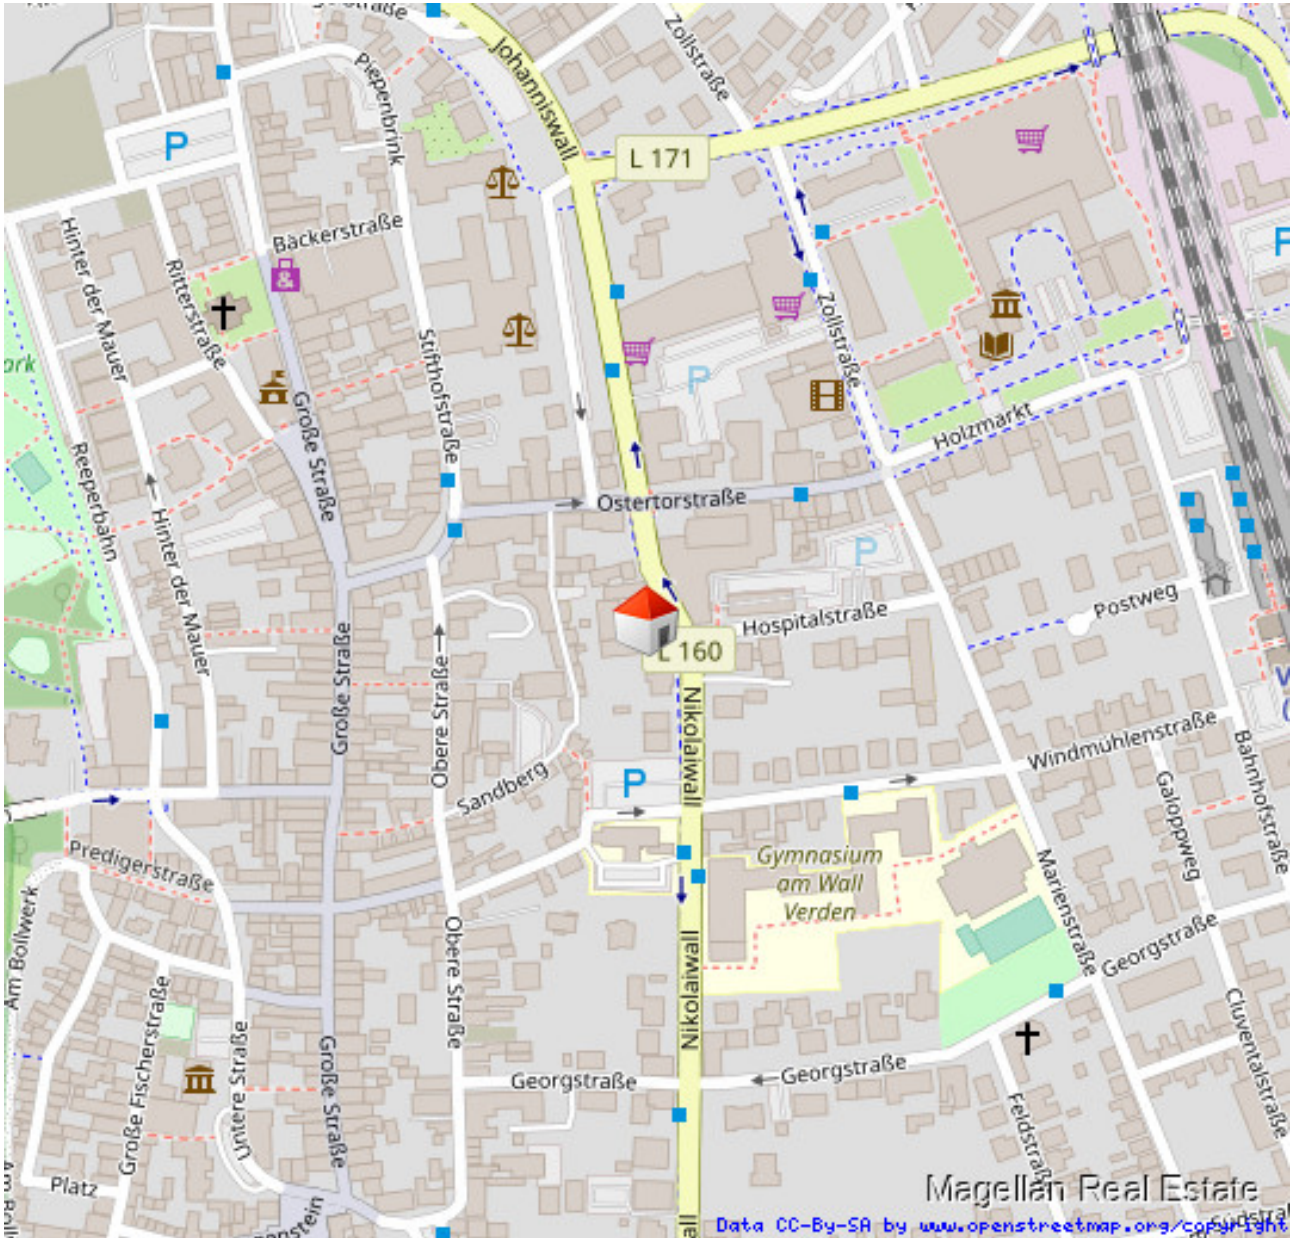 Johanniswall
Zollstraße
Piepenbrink
P
L 171
Bäckerstraße
Hinter der Mauer
Ritterstraße
&
P
Zollstraße
Stifthofstraße
ork
P
Große Straße
Holzmarkt
Reeperbahn
Ostertorstraße
Hinter der Mauer
P
Postweg
Hospitalstraße
L 160
Große Straße
Obere Straße
Nikolaiwall
Windmühlenstraße
Bahnhofstraße
Sandberg
P
Galoppweg
Predigerstraße
Gymnasium
am Wall
Verden
Marienstraße
Am Bollwerk
Obere Straße
Nikolaiwall
Georgstraße
Große Fischerstraße
Untere Straße
Große Straße
Georgstraße
Georgstraße
Cluventalstraße
Feldstraße
Platz
Magellan Real Estate
Data CC-By-SA by www.openstreetmap.org/copyright